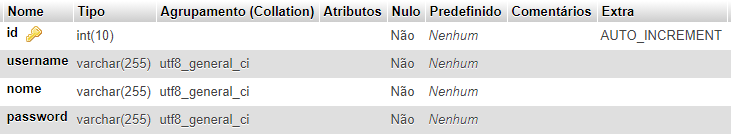 Nome Tipo Agrupamento (Collation) Atributos Nulo Predefinido Comentários Extra
id int(10) Não Nenhum AUTO_INCREMENT
username varchar(255) utf8_general_ci Não Nenhum
nome varchar(255) utf8_general_ci Não Nenhum
password varchar(255) utf8_general_ci Não Nenhum